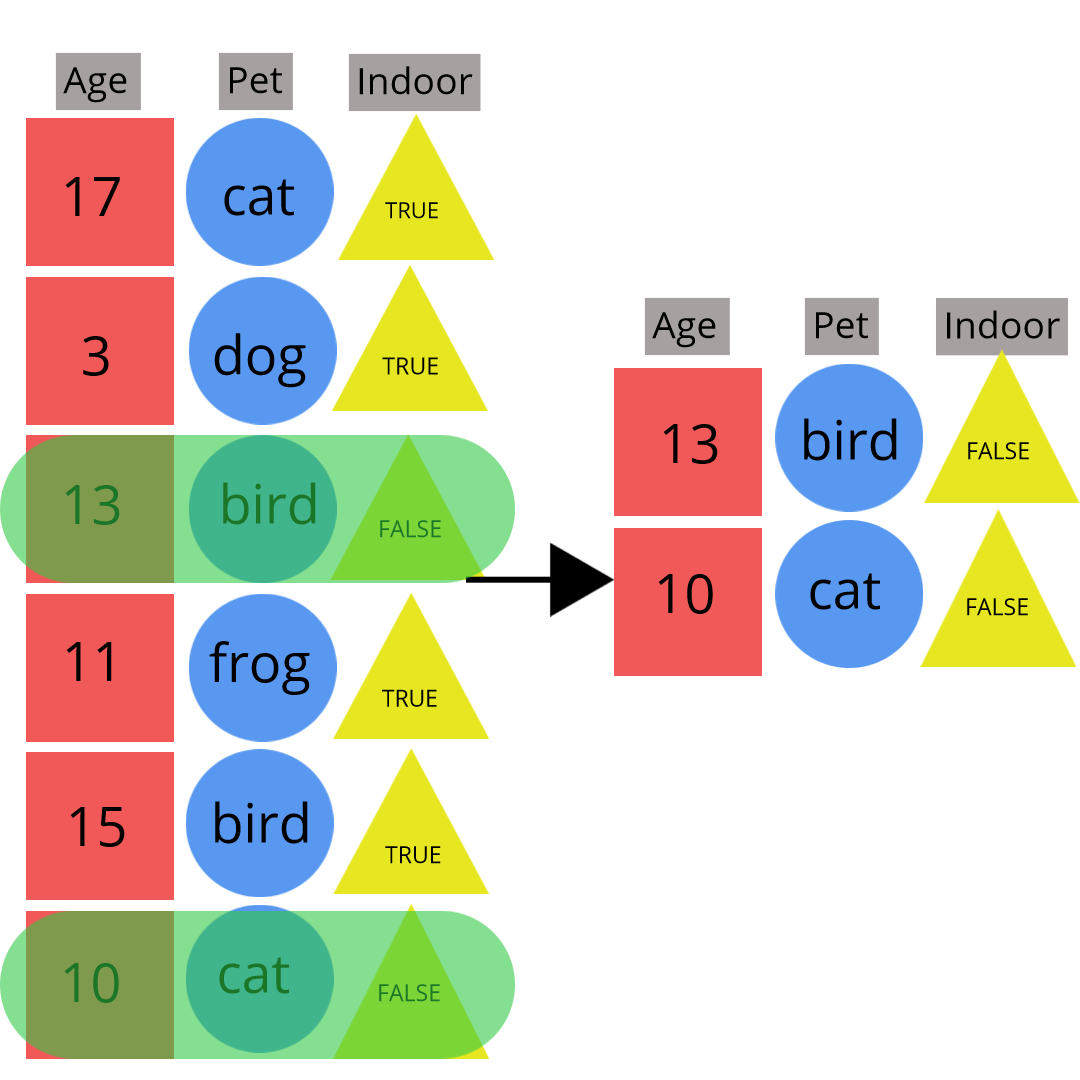 Age Pet Indoor
17 cat TRUE
3 dog TRUE
13 bird FALSE
11 frog TRUE
15 bird TRUE
10 cat FALSE
Age Pet Indoor
13 bird FALSE
10 cat FALSE